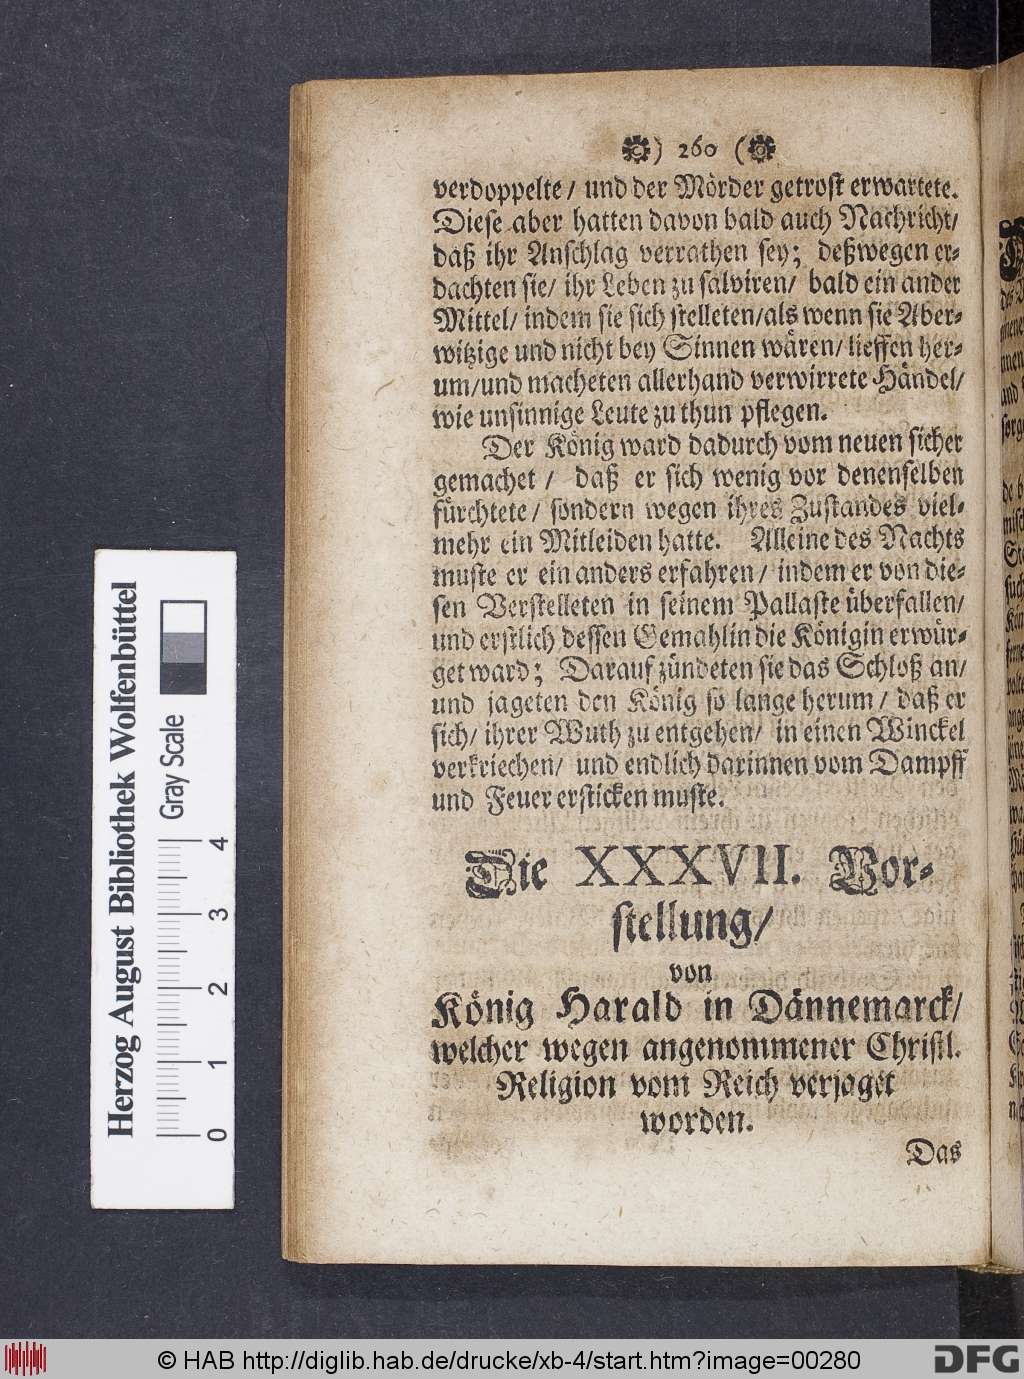 ) 260 (
verdoppelte/ und der Mörder getrost erwartete.
Diese aber hatten davon bald auch Nachricht/
daß ihr Anschlag verrathen sey; deßwegen er-
dachten sie/ ihr Leben zu salviren/ bald ein ander
Mittel/ indem sie sich stelleten/als wenn sie Aber-
witzige und nicht bey Sinnen wären/ lieffen her-
um/und macheten allerhand verwirrete Händel/
wie unsinnige Leute zu thun pflegen.
Der König ward dadurch vom neuen sicher
gemachet / daß er sich wenig vor denenselben
fürchtete/ sondern wegen ihres Zustandes viel-
mehr ein Mitleiden hatte. Alleine des Nachts
muste er ein anders erfahren/ indem er von die-
sen Verstelleten in seinem Pallaste überfallen/
und erstlich dessen Gemahlin die Königin erwür-
get ward; Darauf zündeten sie das Schloß an/
und jageten den König so lange herum/ daß er
sich/ ihrer Wuth zu entgehen/ in einen Winckel
verkriechen/ und endlich darinnen vom Dampff
und Feuer ersticken muste.
Die XXXVII. Vor-
stellung/
von
König Harald in Dännemarck/
welcher wegen angenommener Christl.
Religion vom Reich verjaget
worden.
Das
Herzog August Bibliothek Wolfenbüttel
Gray Scale
0 1 2 3 4
© HAB http://diglib.hab.de/drucke/xb-4/start.htm?image=00280
DFG